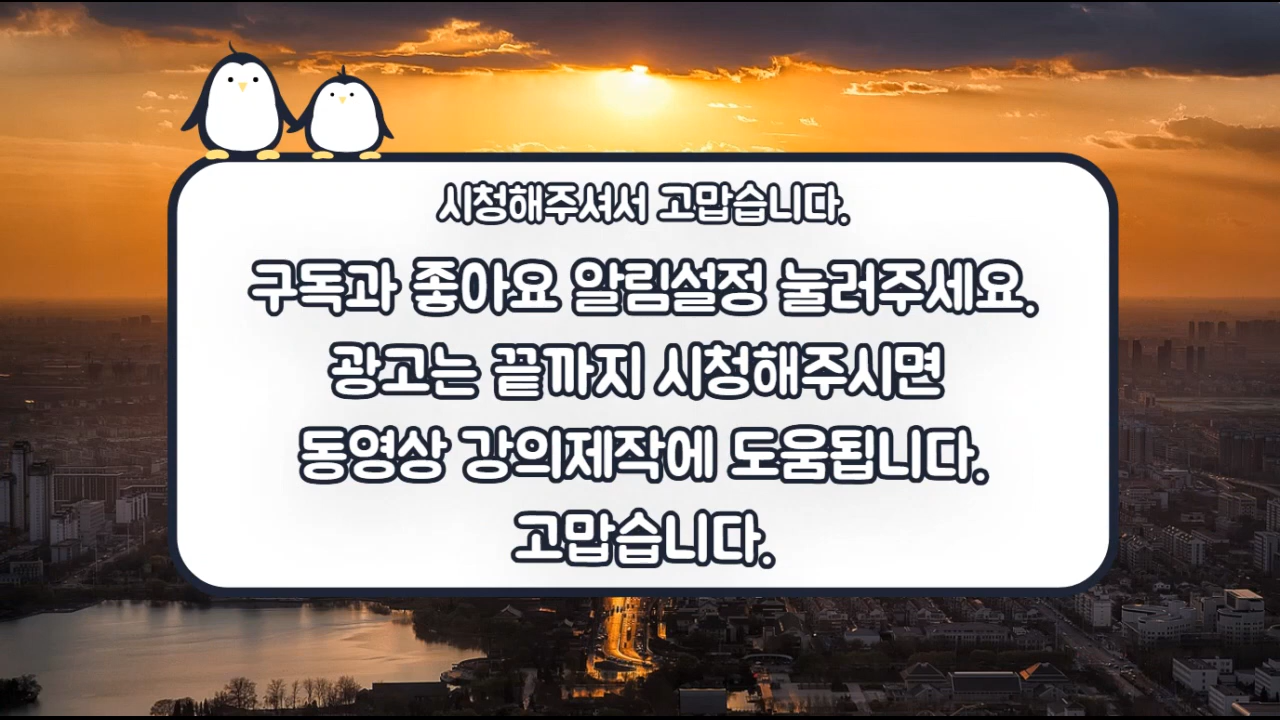 시청해주셔서 고맙습니다.
구독과 좋아요 알림설정 눌러주세요.
광고는 끝까지 시청해주시면
동영상 강의제작에 도움됩니다.
고맙습니다.